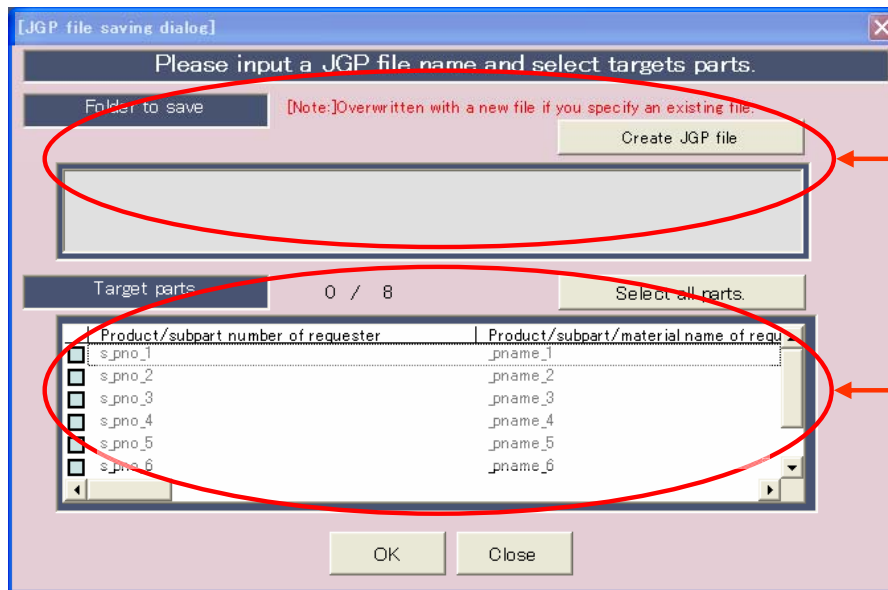 [JGP file saving dialog]
Please input a JGP file name and select targets parts.
Folder to save
[Note:]Overwritten with a new file if you specify an existing file.
Create JGP file
Target parts
0 / 8
Select all parts.
Product/subpart number of requester Product/subpart/material name of requ
s_pno_1 _pname_1
s_pno_2 _pname_2
s_pno_3 _pname_3
s_pno_4 _pname_4
s_pno_5 _pname_5
s_pno_6 _pname_6
OK Close